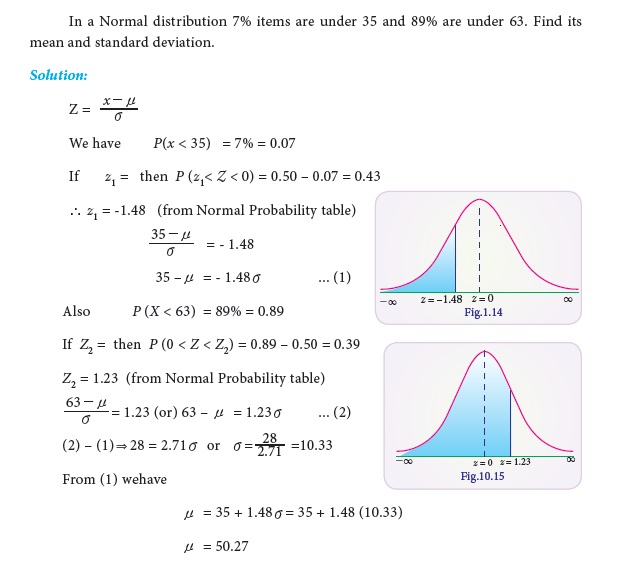 In a Normal distribution 7% items are under 35 and 89% are under 63. Find its
mean and standard deviation.
Solution:
Z = (x − μ)/σ
We have P(x < 35) = 7% = 0.07
If z₁ = then P (z₁< Z < 0) = 0.50 – 0.07 = 0.43
∴ z₁ = -1.48 (from Normal Probability table)
(35 − μ)/σ = - 1.48
35 – μ = - 1.48σ ... (1)
−∞ z = −1.48 z = 0 ∞
Fig.1.14
Also P (X < 63) = 89% = 0.89
If Z₂ = then P (0 < Z < Z₂) = 0.89 – 0.50 = 0.39
Z₂ = 1.23 (from Normal Probability table)
(63 − μ)/σ = 1.23 (or) 63 – μ = 1.23σ ... (2)
(2) – (1)⇒28 = 2.71σ or σ = 28/2.71 =10.33
−∞ z = 0 z = 1.23 ∞
Fig.10.15
From (1) wehave
μ = 35 + 1.48σ = 35 + 1.48 (10.33)
μ = 50.27